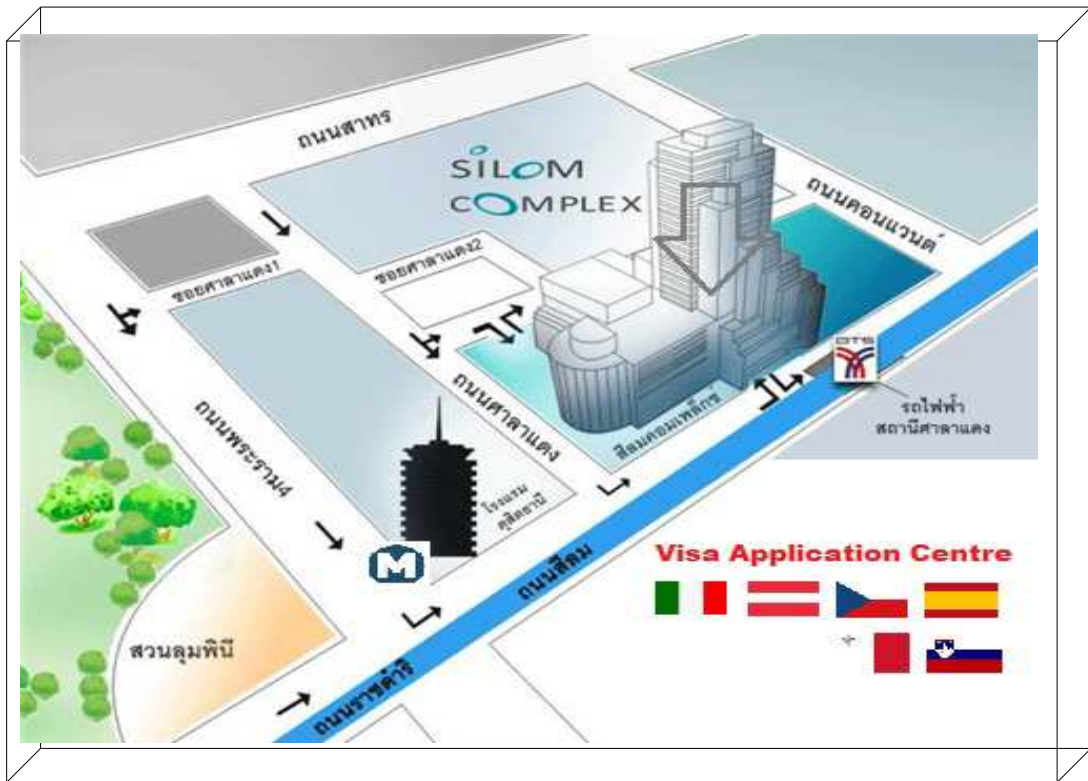 ถนนสาทร
SILOM
COMPLEX
ถนนคอนแวนต์
ซอยศาลาแดง1
ซอยศาลาแดง2
BTS
รถไฟฟ้า
สถานีศาลาแดง
ถนนศาลาแดง
สีลมคอมเพล็กซ์
ถนนพระราม4
โรงแรม
ดุสิตธานี
M
ถนนสีลม
Visa Application Centre
สวนลุมพินี
ถนนราชดำริ